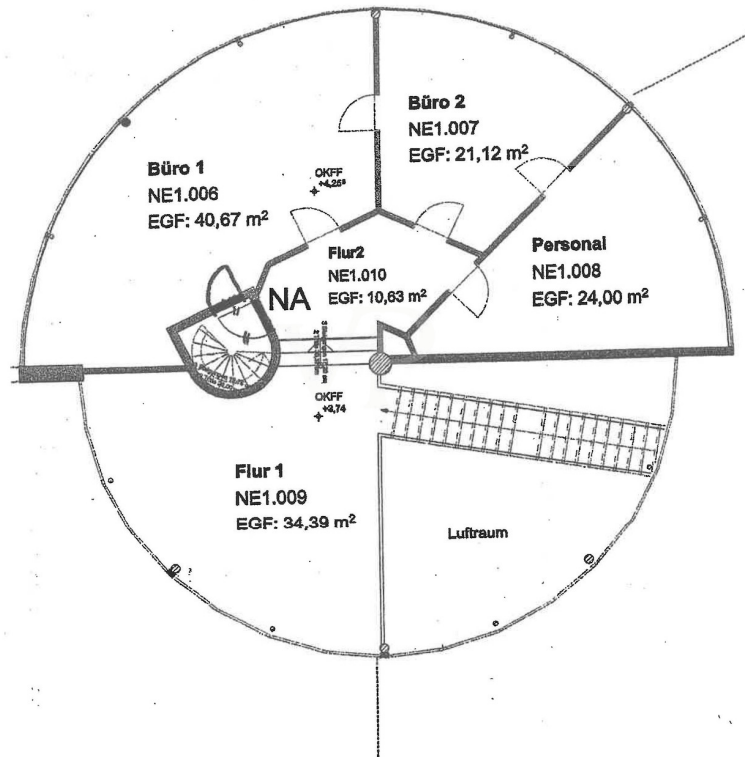 Büro 2
NE1.007
EGF: 21,12 m²
Büro 1
NE1.006
EGF: 40,67 m²
OKFF
Flur2
NE1.010
EGF: 10,63 m²
Personal
NE1.008
EGF: 24,00 m²
NA
OKFF
+3,74
Flur 1
NE1.009
EGF: 34,39 m²
Luftraum